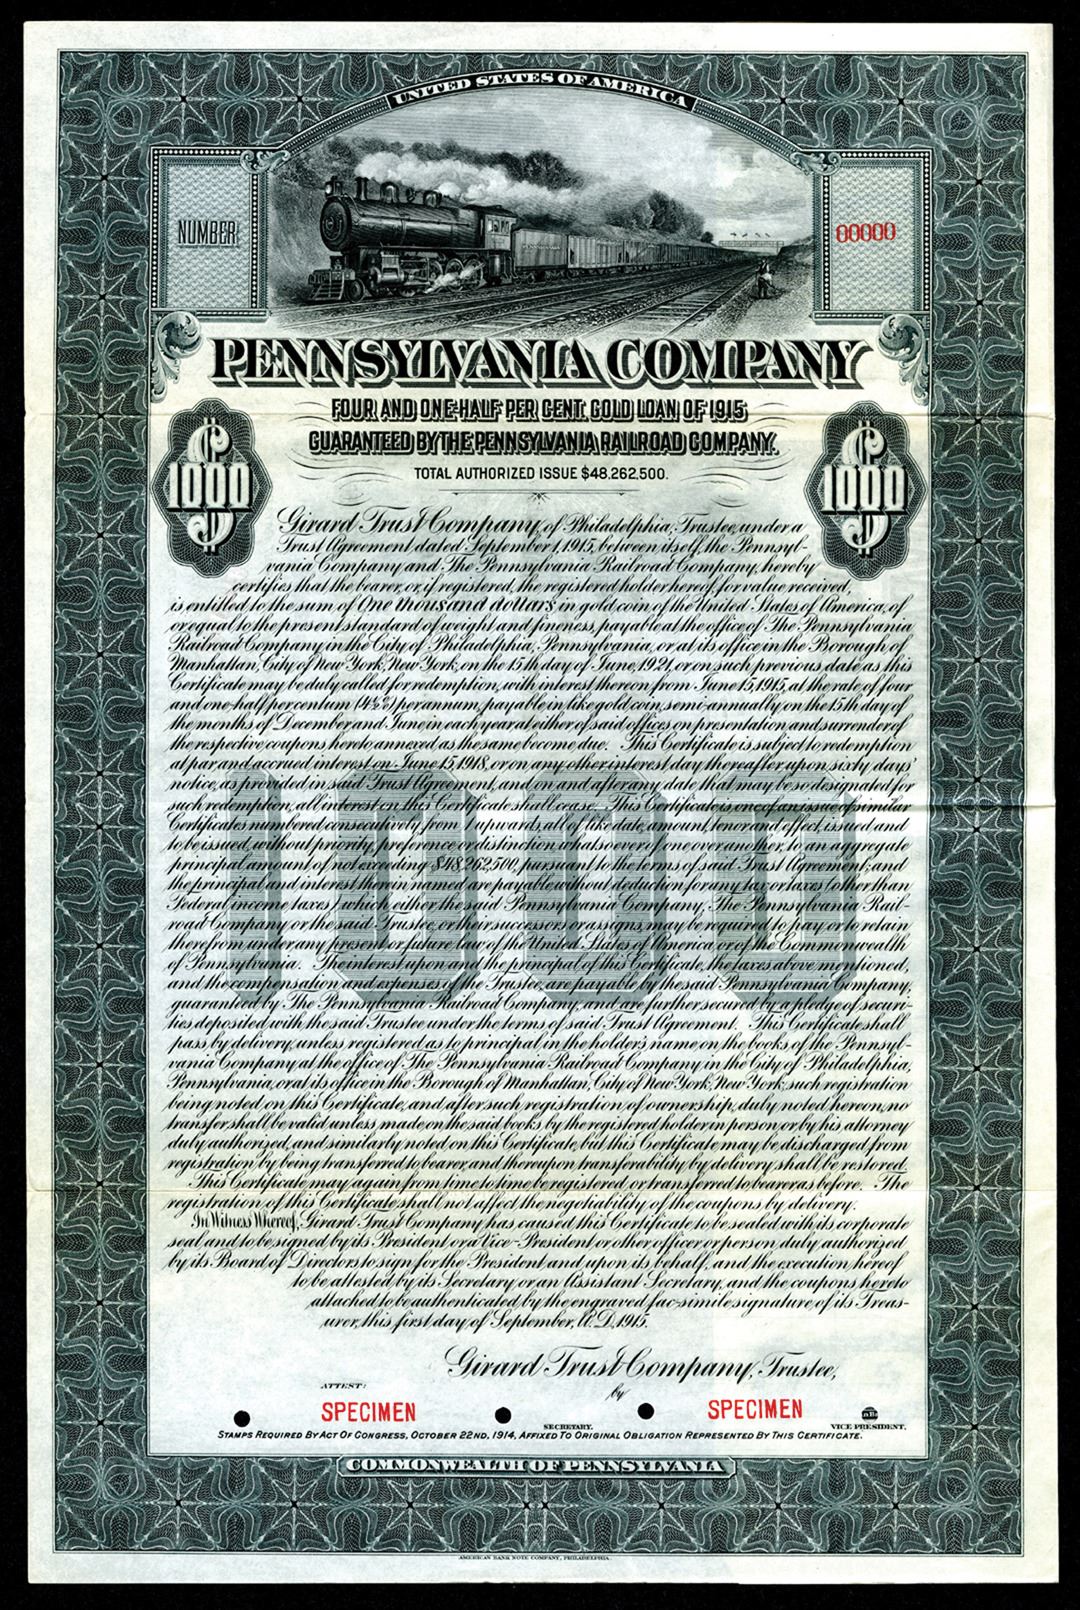 UNITED STATES OF AMERICA
NUMBER
00000
PENNSYLVANIA COMPANY
FOUR AND ONE-HALF PER CENT. GOLD LOAN OF 1915
GUARANTEED BY THE PENNSYLVANIA RAILROAD COMPANY.
TOTAL AUTHORIZED ISSUE $48,262,500.
$1000
$1000
Girard Trust Company, of Philadelphia, Trustee, under a
Trust Agreement dated September 1, 1915, between itself, the Pennsyl-
vania Company and The Pennsylvania Railroad Company, hereby
certifies that the bearer, or, if registered, the registered holder hereof, for value received,
is entitled to the sum of One thousand dollars, in gold coin of the United States of America, of
or equal to the present standard of weight and fineness, payable at the office of The Pennsylvania
Railroad Company in the City of Philadelphia, Pennsylvania, or at its office in the Borough of
Manhattan, City of New York, New York, on the 15th day of June, 1921, or on such previous date as this
Certificate may be duly called for redemption, with interest thereon from June 15, 1915, at the rate of four
and one-half per centum (4½%) per annum, payable in like gold coin, semi-annually on the 15th day of
the months of December and June in each year at either of said offices on presentation and surrender of
the respective coupons hereto annexed as the same become due. This Certificate is subject to redemption
at par and accrued interest on June 15, 1918, or on any other interest day thereafter upon sixty days'
notice, as provided in said Trust Agreement, and on and after any date that may be so designated for
such redemption, all interest on this Certificate shall cease. This Certificate is one of an issue of similar
Certificates numbered consecutively from 1 upwards, all of like date, amount, tenor and effect, issued and
to be issued, without priority, preference or distinction whatsoever of one over another, to an aggregate
principal amount of not exceeding $48,262,500, pursuant to the terms of said Trust Agreement, and
the principal and interest therein named are payable without deduction for any tax or taxes (other than
Federal income taxes) which either the said Pennsylvania Company, The Pennsylvania Rail-
road Company or the said Trustee, or their successors or assigns, may be required to pay or to retain
therefrom under any present or future law of the United States of America, or of the Commonwealth
of Pennsylvania. The interest upon and the principal of this Certificate, the taxes above mentioned,
and the compensation and expenses of the Trustee, are payable by the said Pennsylvania Company,
guaranteed by The Pennsylvania Railroad Company, and are further secured by a pledge of securi-
ties deposited with the said Trustee under the terms of said Trust Agreement. This Certificate shall
pass by delivery, unless registered as to principal in the holder's name, on the books of the Pennsyl-
vania Company at the office of The Pennsylvania Railroad Company in the City of Philadelphia,
Pennsylvania, or at its office in the Borough of Manhattan, City of New York, New York, such registration
being noted on this Certificate, and after such registration of ownership, duly noted hereon, no
transfer shall be valid unless made on the said books by the registered holder in person, or by his attorney
duly authorized, and similarly noted on this Certificate, but this Certificate may be discharged from
registration by being transferred to bearer, and thereupon transferability by delivery shall be restored.
This Certificate may again from time to time be registered or transferred to bearer as before. The
registration of this Certificate shall not affect the negotiability of the coupons by delivery.
In Witness Whereof, Girard Trust Company has caused this Certificate to be sealed with its corporate
seal and to be signed by its President or a Vice-President or other officer or person, duly authorized
by its Board of Directors to sign for the President and upon its behalf, and the execution hereof
to be attested by its Secretary or an Assistant Secretary, and the coupons hereto
attached to be authenticated by the engraved fac-simile signature of its Treas-
urer, this first day of September, A.D. 1915.
Girard Trust Company, Trustee,
ATTEST:
by
SPECIMEN
SPECIMEN
SECRETARY.
VICE PRESIDENT.
STAMPS REQUIRED BY ACT OF CONGRESS, OCTOBER 22ND, 1914, AFFIXED TO ORIGINAL OBLIGATION REPRESENTED BY THIS CERTIFICATE.
COMMONWEALTH OF PENNSYLVANIA
AMERICAN BANK NOTE COMPANY, PHILADELPHIA.
1000